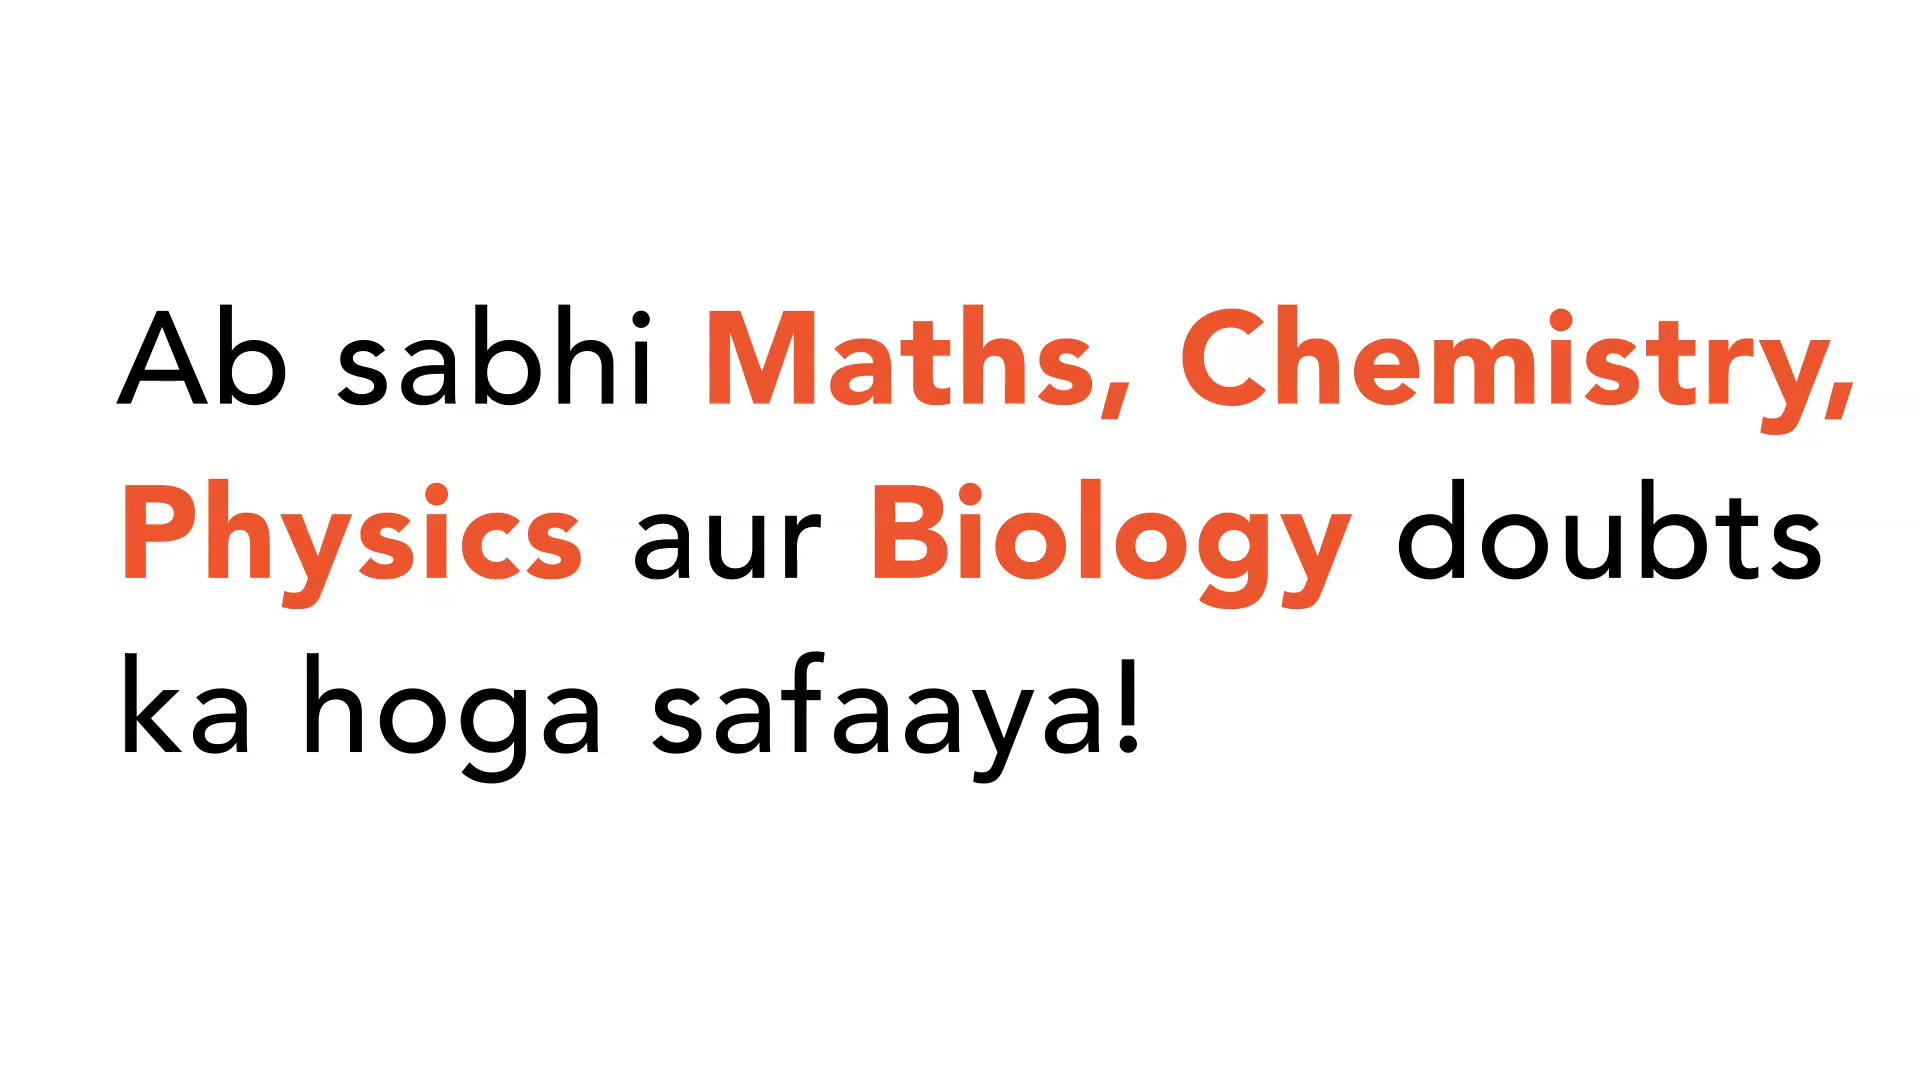 Ab sabhi Maths, Chemistry,
Physics aur Biology doubts
ka hoga safaaya!